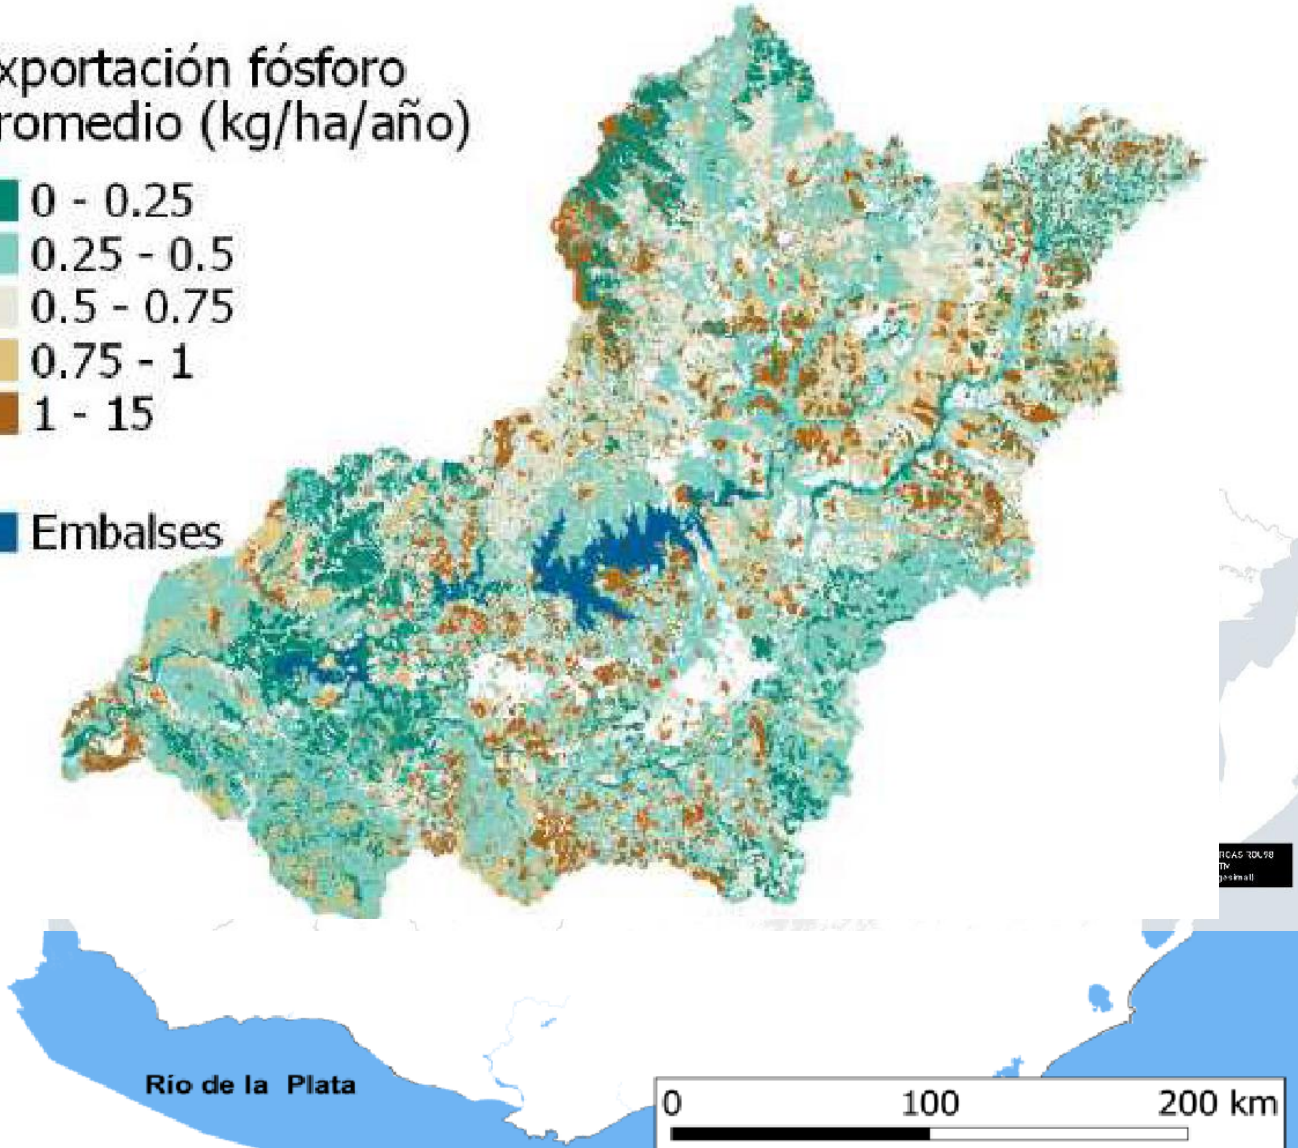 xportación fósforo
romedio (kg/ha/año)
0 - 0.25
0.25 - 0.5
0.5 - 0.75
0.75 - 1
1 - 15
Embalses
Río de la Plata
0 100 200 km